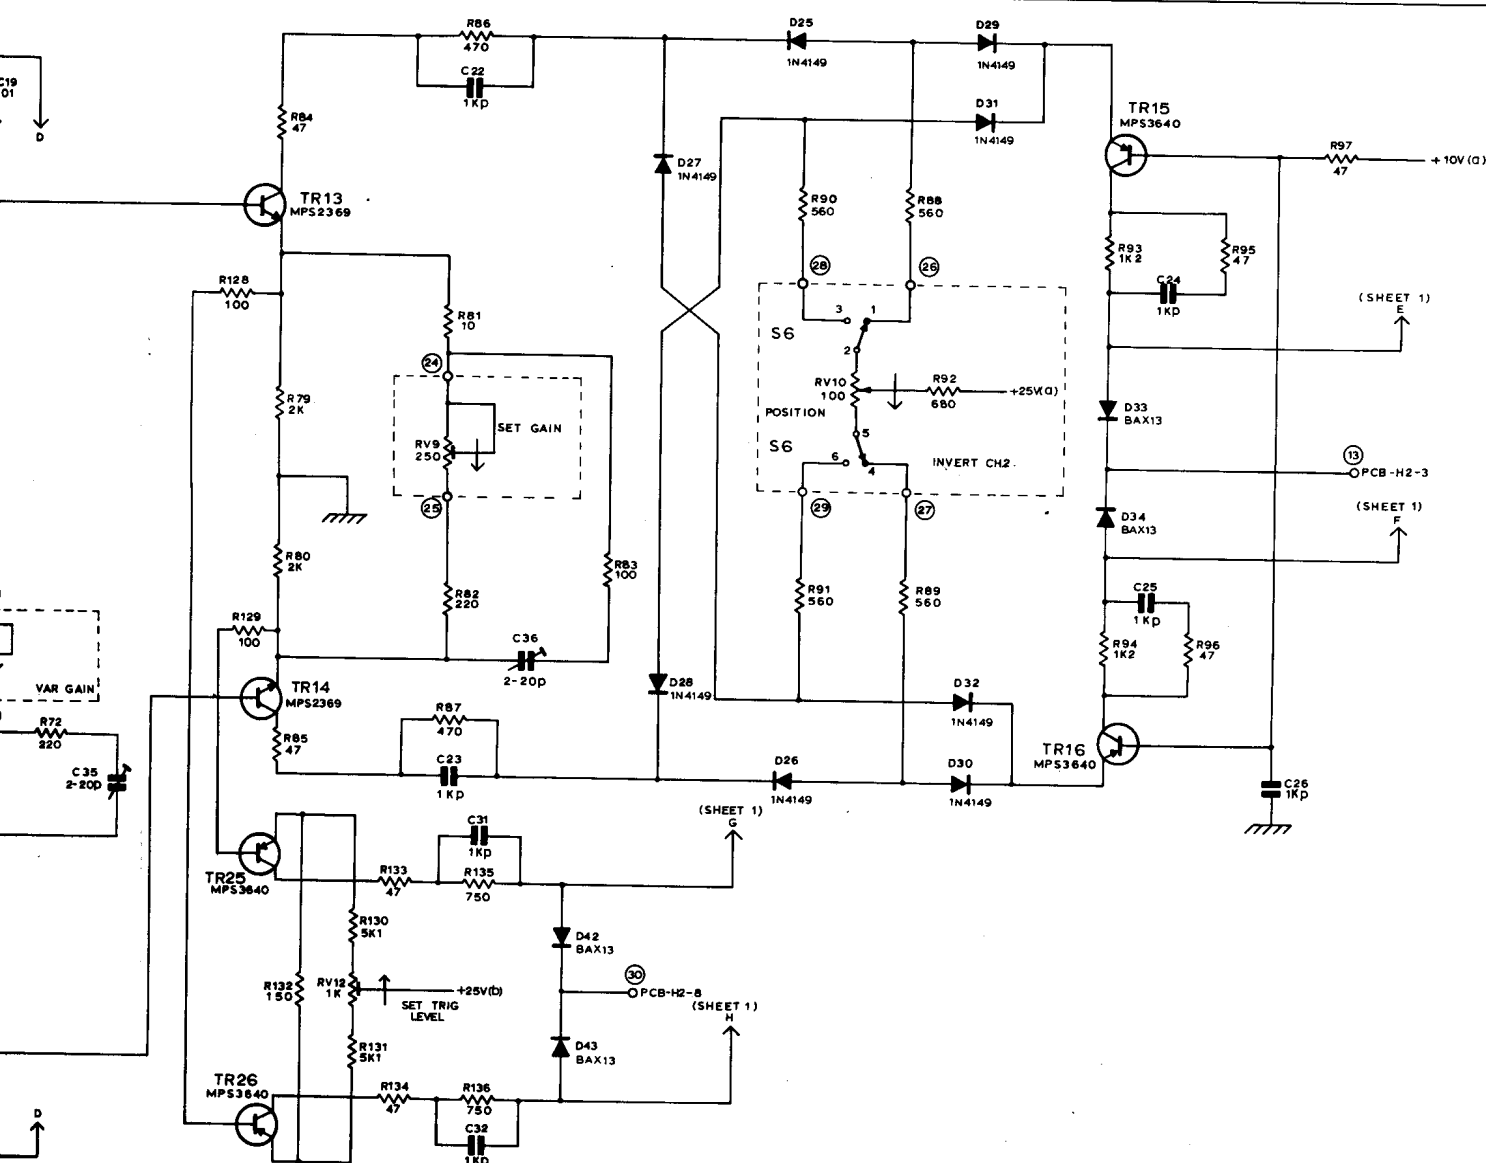 R86
470
C22
1Kp
D25
1N4149
D29
1N4149
C19
01
D
R84
47
D31
1N4149
TR15
MPS3640
R97
47
+10V(a)
D27
1N4149
TR13
MPS2369
R90
560
R88
560
R93
1K2
R95
47
C24
1Kp
28
26
R128
100
R81
10
3
1
S6
2
(SHEET 1)
E
24
RV10
100
R92
680
+25V(a)
POSITION
R79
2K
SET GAIN
RV9
250
D33
BAX13
5
S6
6
4
INVERT CH2
13
PCB-H2-3
25
29
27
(SHEET 1)
F
D34
BAX13
R80
2K
R83
100
R82
220
R91
560
R89
560
C25
1Kp
R129
100
C36
2-20p
R94
1K2
R96
47
VAR GAIN
TR14
MPS2369
D28
1N4149
D32
1N4149
R87
470
R72
220
R85
47
C23
1Kp
D26
1N4149
D30
1N4149
TR16
MPS3640
C35
2-20p
C26
1Kp
(SHEET 1)
G
C31
1Kp
TR25
MPS3640
R133
47
R135
750
R130
5K1
D42
BAX13
R132
150
RV12
1K
+25V(b)
SET TRIG
LEVEL
30
PCB-H2-8
(SHEET 1)
H
R131
5K1
D43
BAX13
TR26
MPS3640
R134
47
R136
750
D
C32
1Kp